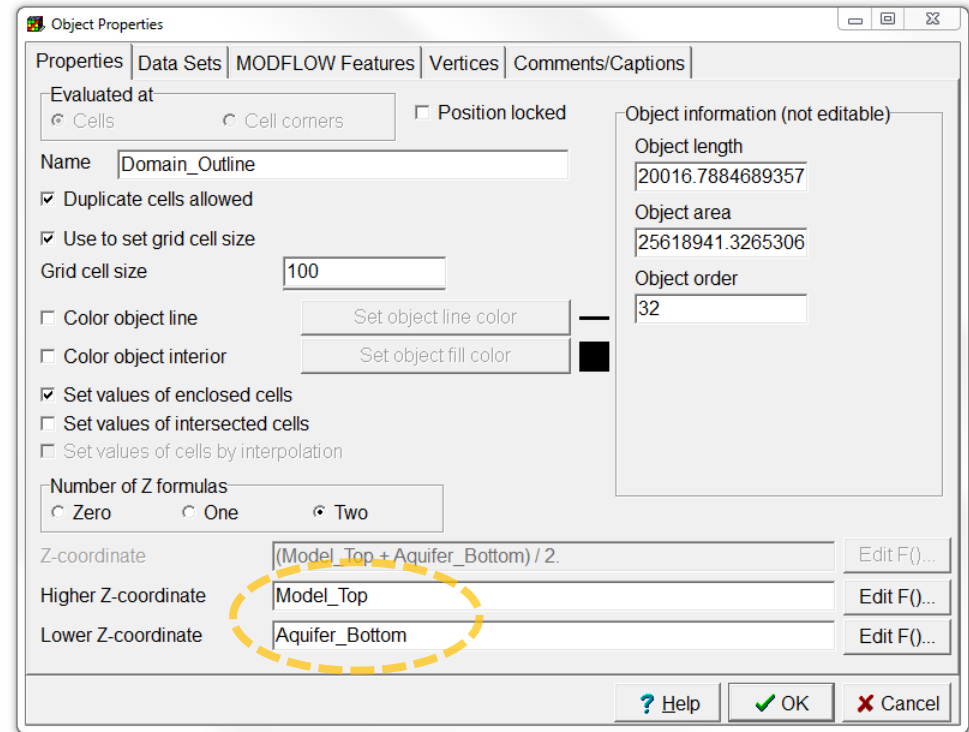 Object Properties
Properties Data Sets MODFLOW Features Vertices Comments/Captions
Evaluated at
Cells Cell corners
Position locked
Name Domain_Outline
Duplicate cells allowed
Use to set grid cell size
Grid cell size 100
Color object line Set object line color
Color object interior Set object fill color
Set values of enclosed cells
Set values of intersected cells
Set values of cells by interpolation
Number of Z formulas
Zero One Two
Object information (not editable)
Object length
20016.7884689357
Object area
25618941.3265306
Object order
32
Z-coordinate (Model_Top + Aquifer_Bottom) / 2. Edit F()...
Higher Z-coordinate Model_Top Edit F()...
Lower Z-coordinate Aquifer_Bottom Edit F()...
? Help OK Cancel